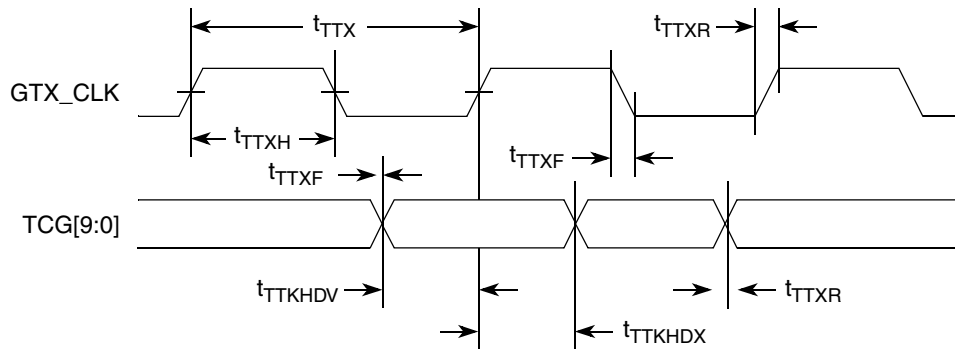 tTTX
tTTXR
GTX_CLK
tTTXH
tTTXF
tTTXF
TCG[9:0]
tTTKHDV
tTTXR
tTTKHDX